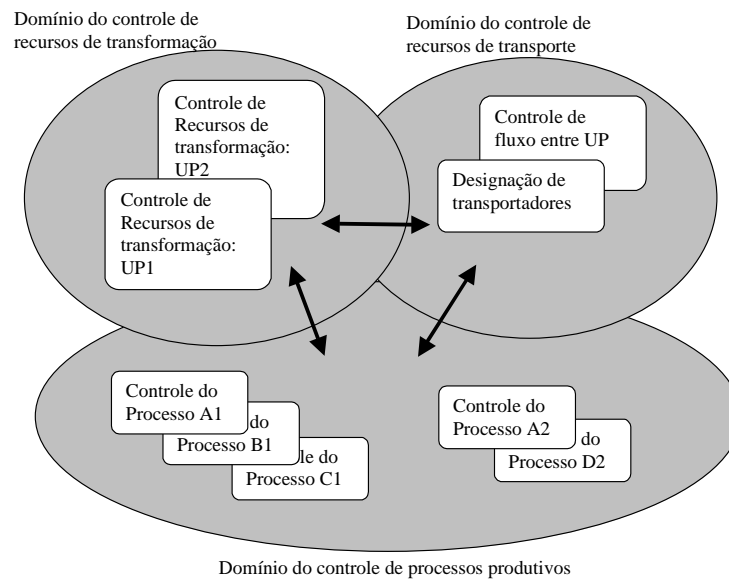 Domínio do controle de
recursos de transformação
Domínio do controle de
recursos de transporte
Controle de
Recursos de
transformação:
UP2
Controle de
Recursos de
transformação:
UP1
Controle de
fluxo entre UP
Designação de
transportadores
Controle do
Processo A1
do
Processo B1
le do
Processo C1
Controle do
Processo A2
do
Processo D2
Domínio do controle de processos produtivos